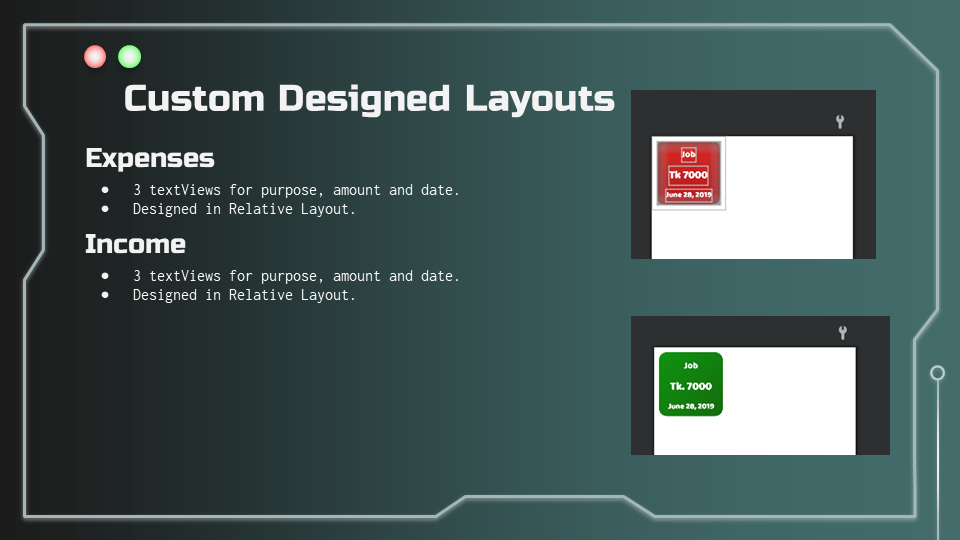 Custom Designed Layouts
Expenses
● 3 textViews for purpose, amount and date.
● Designed in Relative Layout.
Income
● 3 textViews for purpose, amount and date.
● Designed in Relative Layout.
Job
Tk 7000
June 28, 2019
Job
Tk. 7000
June 28, 2019